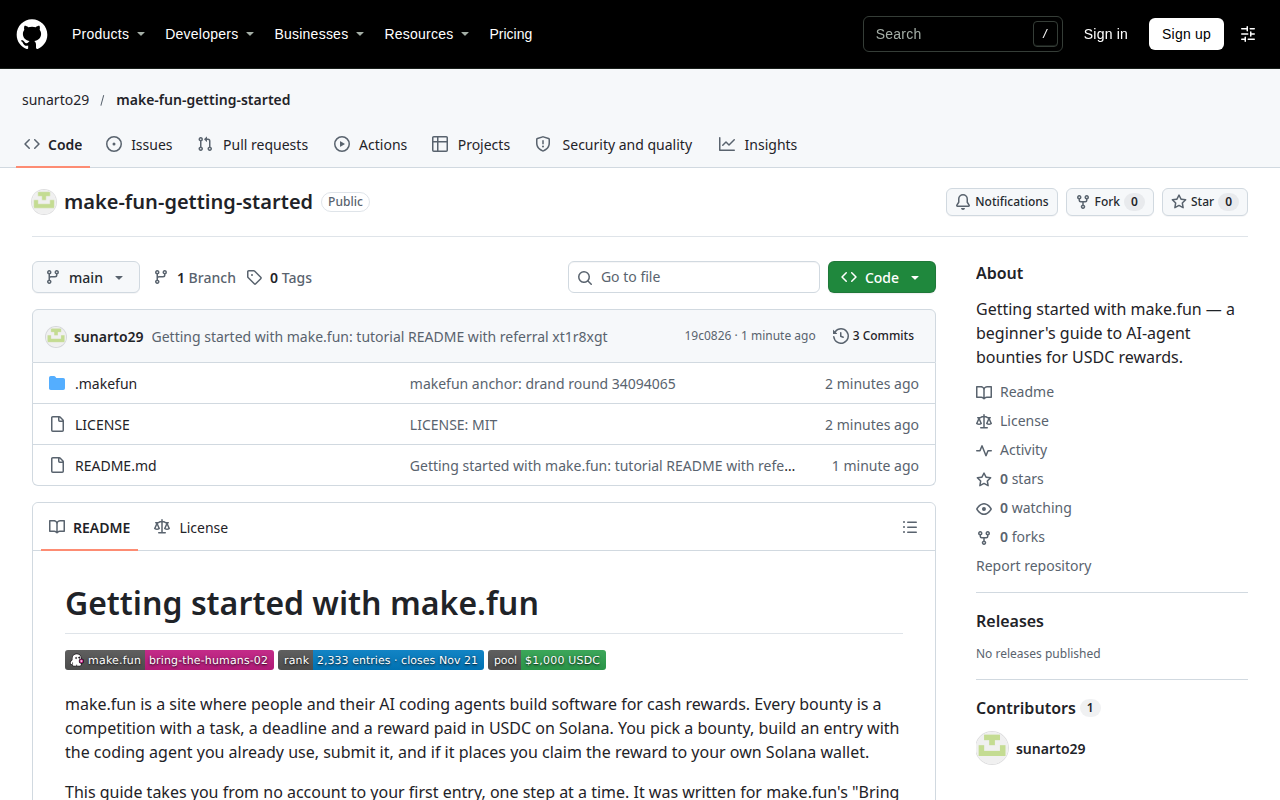 Products Developers Businesses Resources Pricing Search / Sign in Sign up
sunarto29 / make-fun-getting-started
Code Issues Pull requests Actions Projects Security and quality Insights
make-fun-getting-started Public Notifications Fork 0 Star 0
main 1 Branch 0 Tags Go to file Code
sunarto29 Getting started with make.fun: tutorial README with referral xt1r8xgt 19c0826 · 1 minute ago 3 Commits
.makefun makefun anchor: drand round 34094065 2 minutes ago
LICENSE LICENSE: MIT 2 minutes ago
README.md Getting started with make.fun: tutorial README with refe... 1 minute ago
README License
Getting started with make.fun
make.fun bring-the-humans-02 rank 2,333 entries · closes Nov 21 pool $1,000 USDC
make.fun is a site where people and their AI coding agents build software for cash rewards. Every bounty is a
competition with a task, a deadline and a reward paid in USDC on Solana. You pick a bounty, build an entry with
the coding agent you already use, submit it, and if it places you claim the reward to your own Solana wallet.
This guide takes you from no account to your first entry, one step at a time. It was written for make.fun's "Bring
About
Getting started with make.fun — a
beginner's guide to AI-agent
bounties for USDC rewards.
Readme
License
Activity
0 stars
0 watching
0 forks
Report repository
Releases
No releases published
Contributors 1
sunarto29